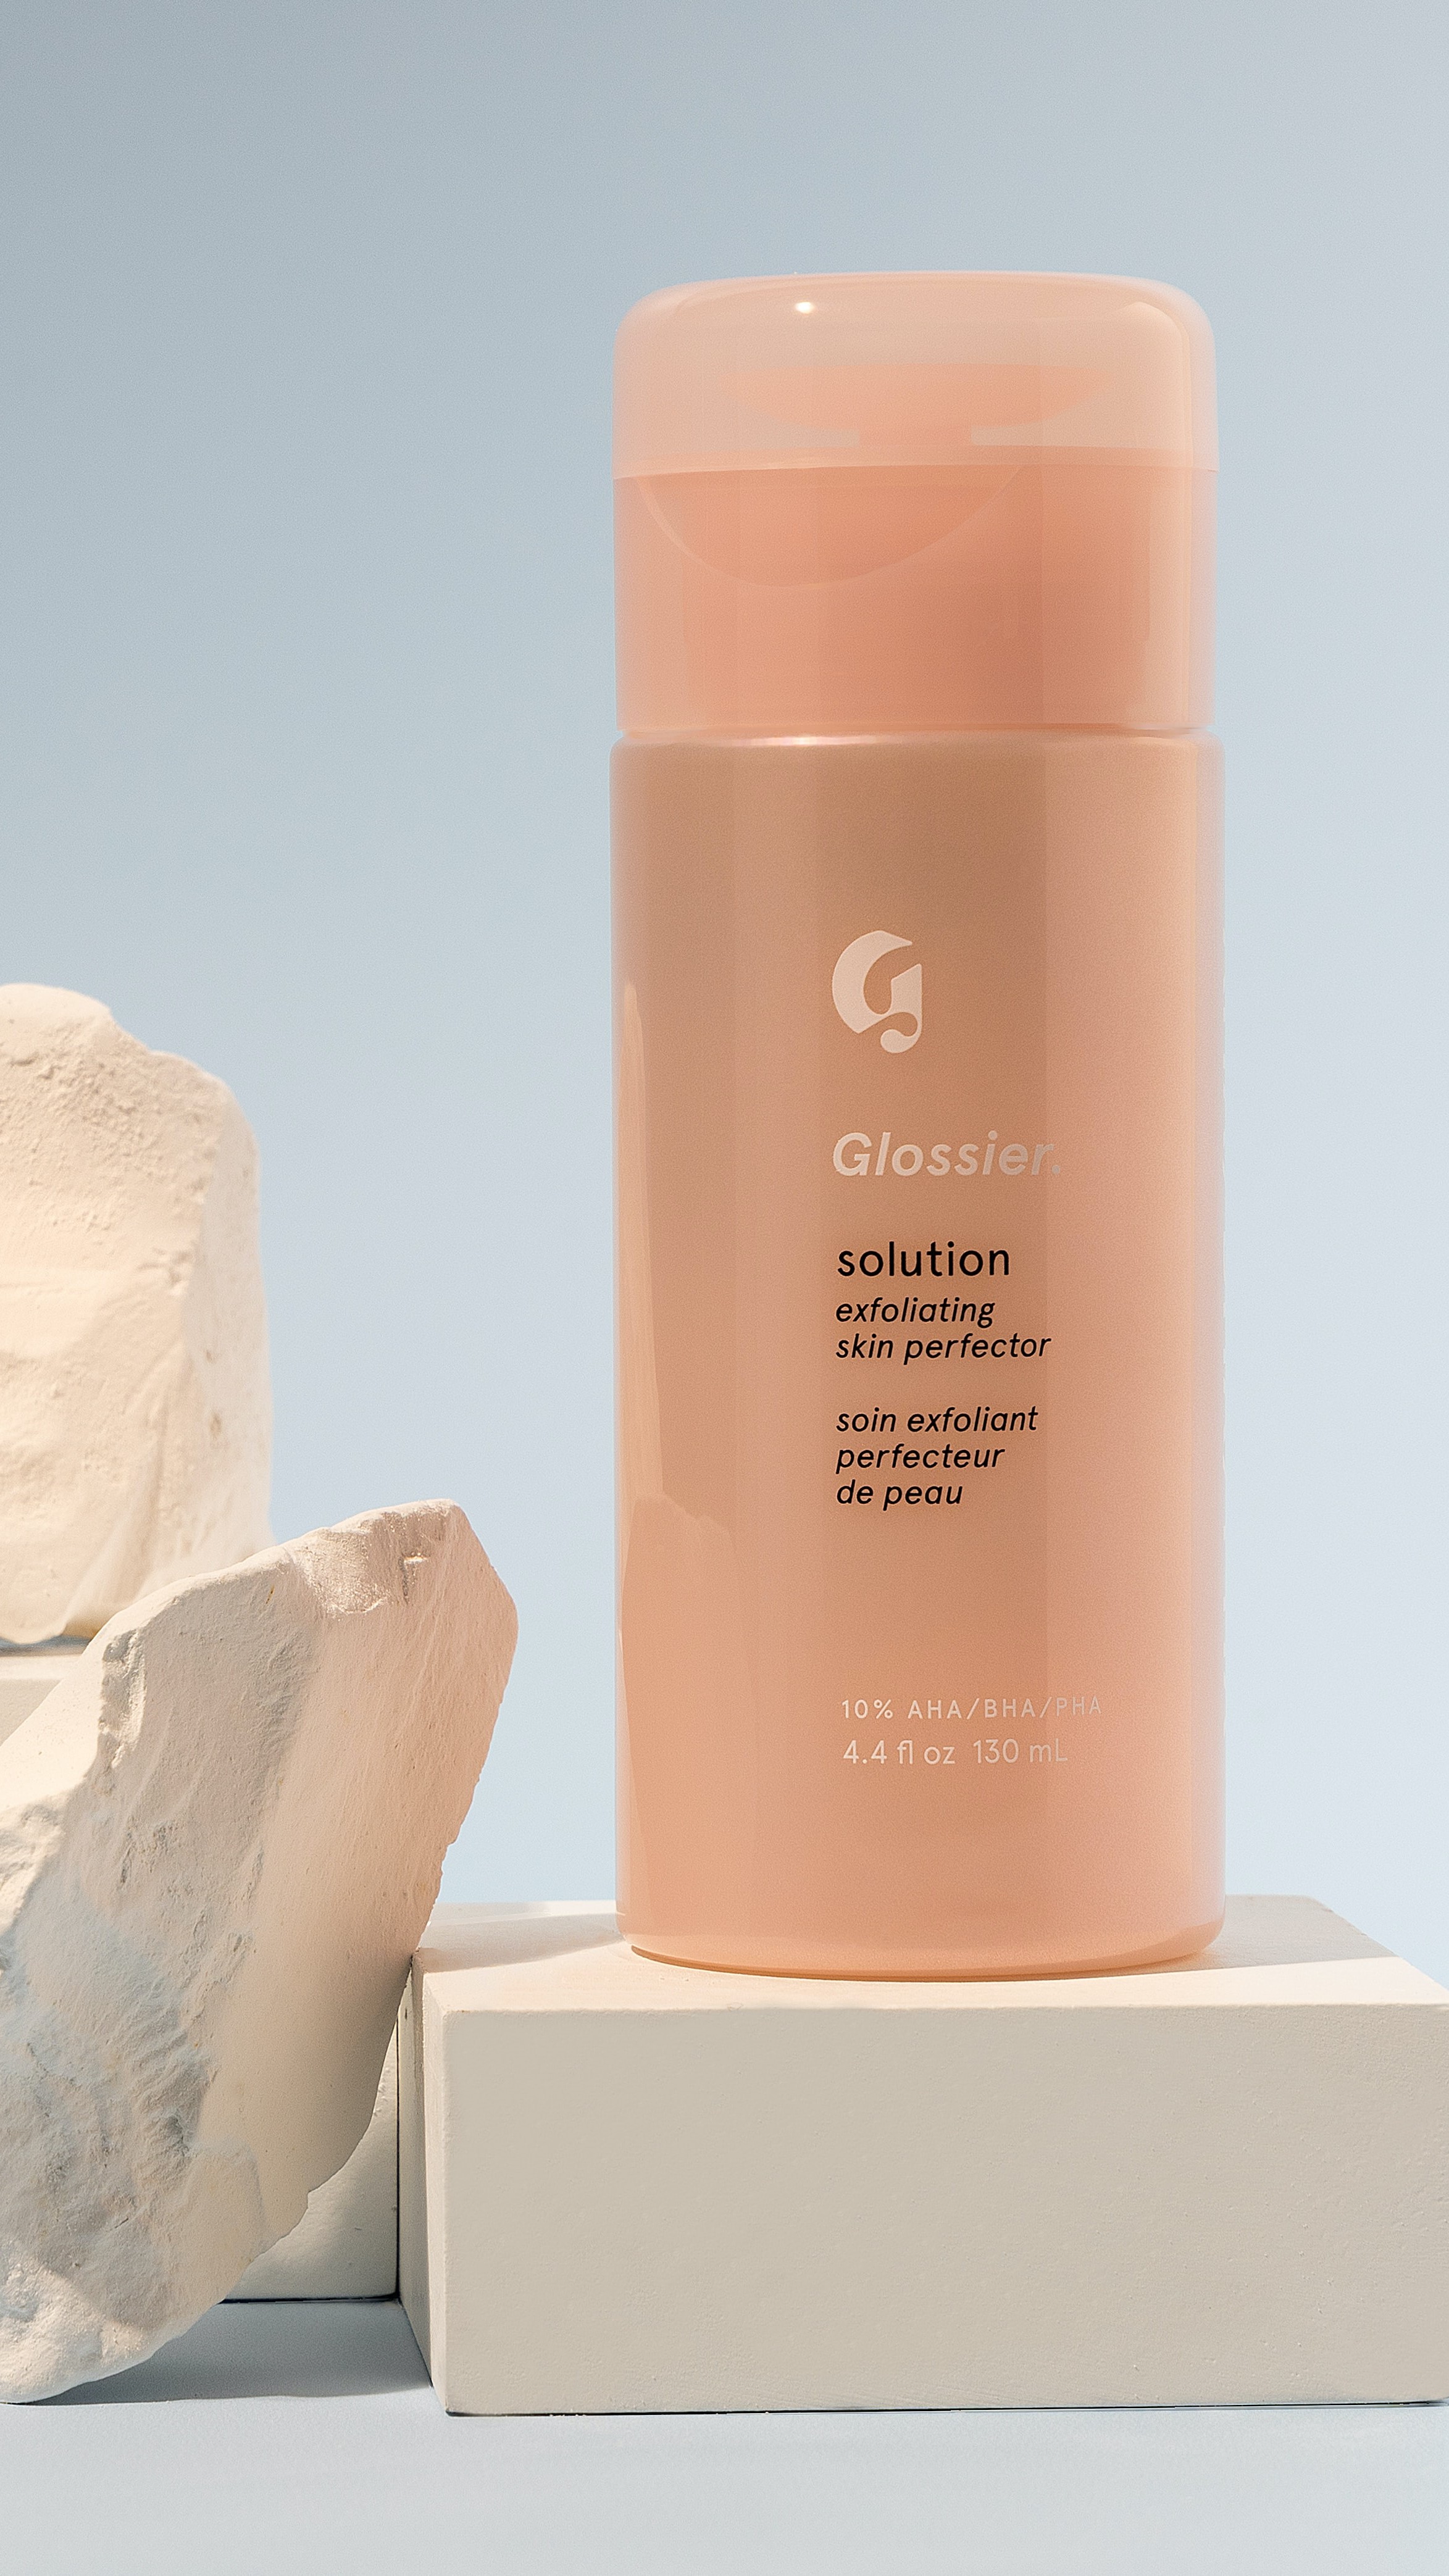 G
Glossier.
solution
exfoliating
skin perfector
soin exfoliant
perfecteur
de peau
10% AHA/BHA/PHA
4.4 fl oz 130 mL